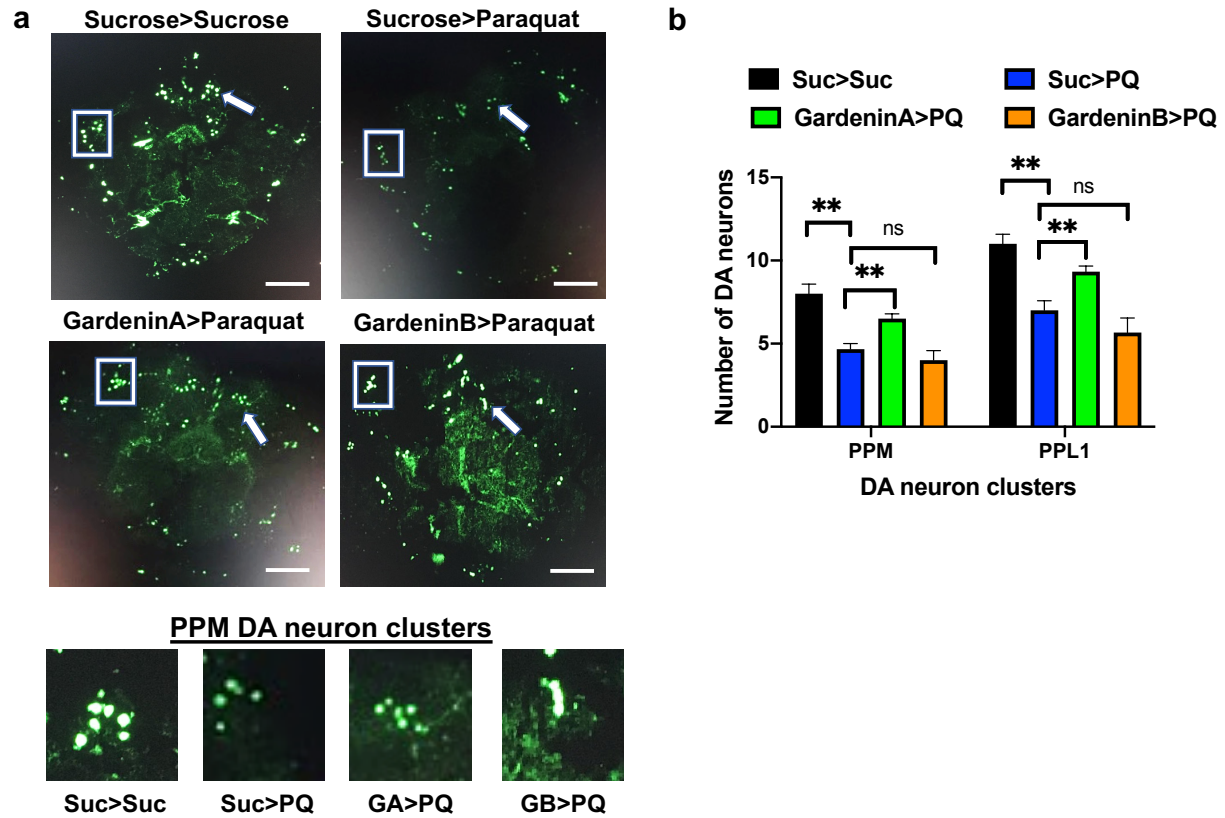 a
Sucrose>Sucrose
Sucrose>Paraquat
GardeninA>Paraquat
GardeninB>Paraquat
PPM DA neuron clusters
Suc>Suc
Suc>PQ
GA>PQ
GB>PQ
b
Suc>Suc
Suc>PQ
GardeninA>PQ
GardeninB>PQ
Number of DA neurons
15
10
5
0
**
ns
**
**
ns
**
PPM
PPL1
DA neuron clusters